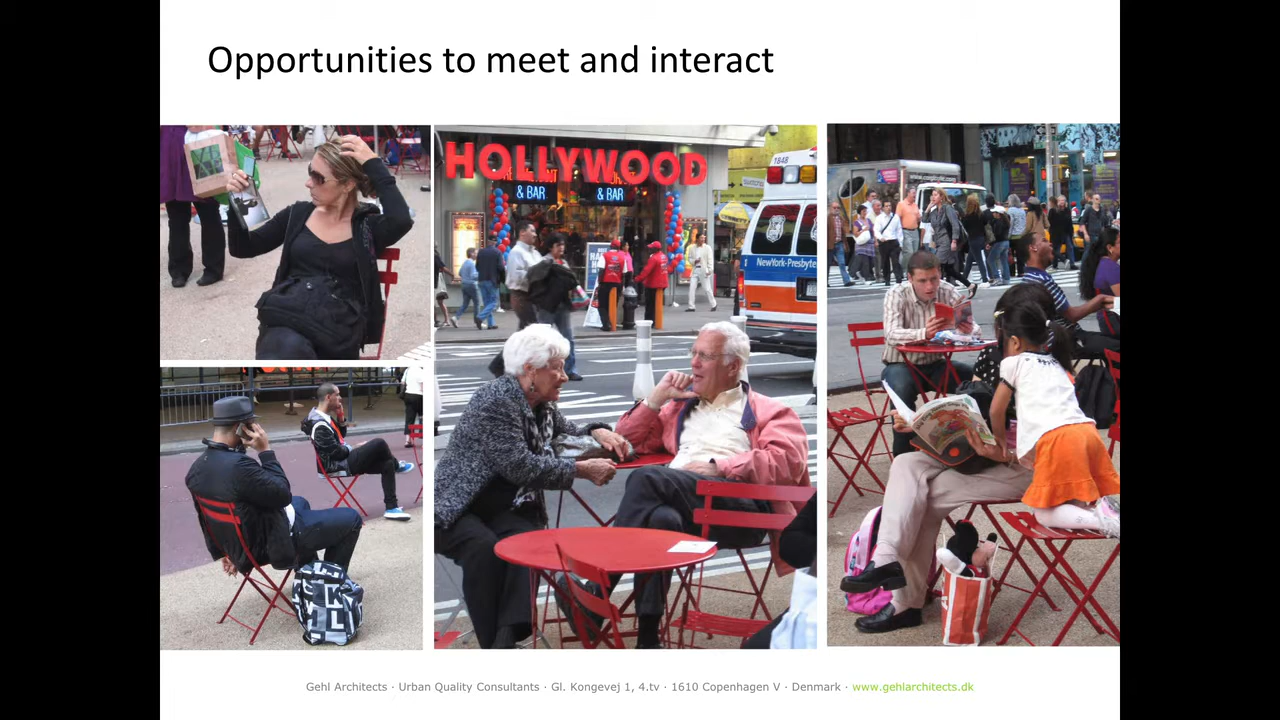 Opportunities to meet and interact
HOLLYWOOD
& BAR
& BAR
1848
NewYork-Presbyte
Gehl Architects · Urban Quality Consultants · Gl. Kongevej 1, 4.tv · 1610 Copenhagen V · Denmark · www.gehlarchitects.dk